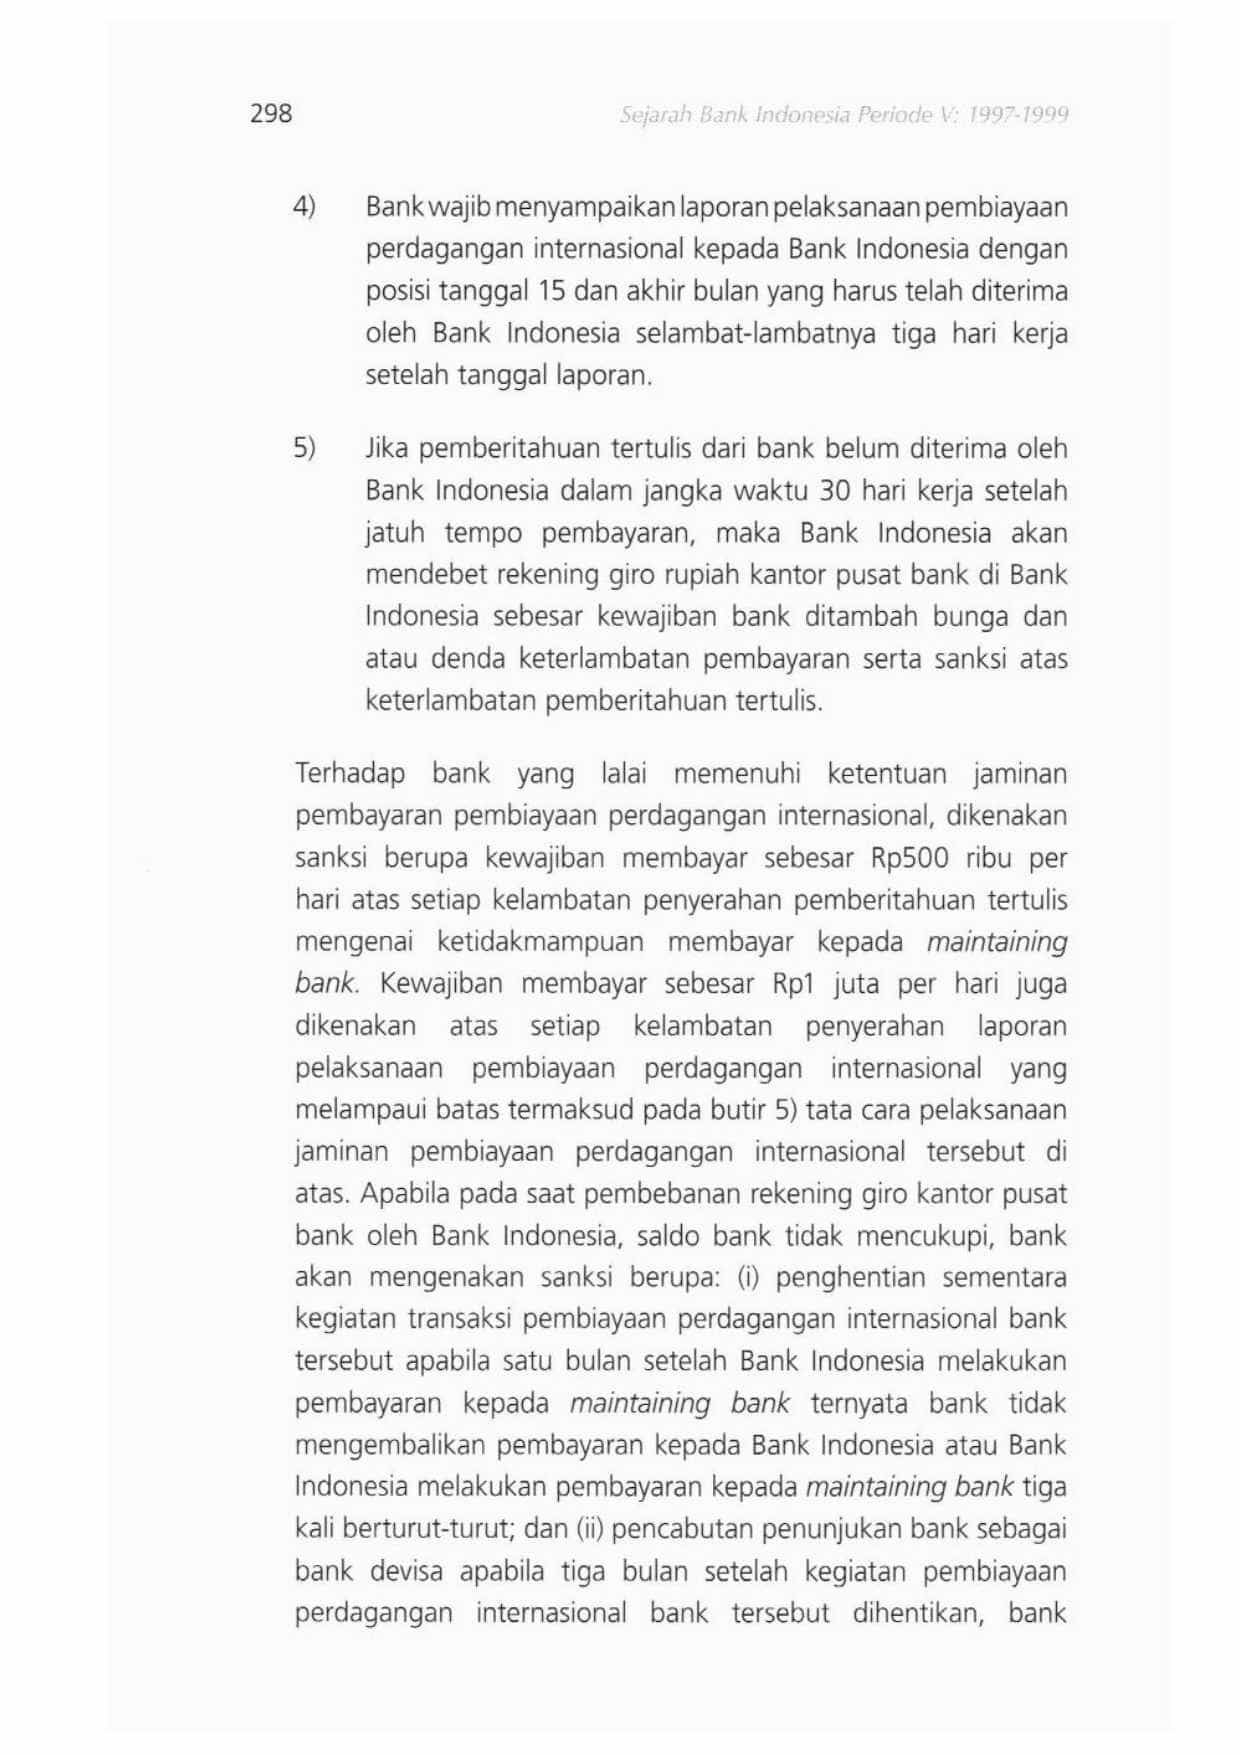 298
Sejarah Bank Indonesia Periode V: 1997-1999
4) Bank wajib menyampaikan laporan pelaksanaan pembiayaan
perdagangan internasional kepada Bank Indonesia dengan
posisi tanggal 15 dan akhir bulan yang harus telah diterima
oleh Bank Indonesia selambat-lambatnya tiga hari kerja
setelah tanggal laporan.
5) Jika pemberitahuan tertulis dari bank belum diterima oleh
Bank Indonesia dalam jangka waktu 30 hari kerja setelah
jatuh tempo pembayaran, maka Bank Indonesia akan
mendebet rekening giro rupiah kantor pusat bank di Bank
Indonesia sebesar kewajiban bank ditambah bunga dan
atau denda keterlambatan pembayaran serta sanksi atas
keterlambatan pemberitahuan tertulis.
Terhadap bank yang lalai memenuhi ketentuan jaminan
pembayaran pembiayaan perdagangan internasional, dikenakan
sanksi berupa kewajiban membayar sebesar Rp500 ribu per
hari atas setiap kelambatan penyerahan pemberitahuan tertulis
mengenai ketidakmampuan membayar kepada maintaining
bank. Kewajiban membayar sebesar Rp1 juta per hari juga
dikenakan atas setiap kelambatan penyerahan laporan
pelaksanaan pembiayaan perdagangan internasional yang
melampaui batas termaksud pada butir 5) tata cara pelaksanaan
jaminan pembiayaan perdagangan internasional tersebut di
atas. Apabila pada saat pembebanan rekening giro kantor pusat
bank oleh Bank Indonesia, saldo bank tidak mencukupi, bank
akan mengenakan sanksi berupa: (i) penghentian sementara
kegiatan transaksi pembiayaan perdagangan internasional bank
tersebut apabila satu bulan setelah Bank Indonesia melakukan
pembayaran kepada maintaining bank ternyata bank tidak
mengembalikan pembayaran kepada Bank Indonesia atau Bank
Indonesia melakukan pembayaran kepada maintaining bank tiga
kali berturut-turut; dan (ii) pencabutan penunjukan bank sebagai
bank devisa apabila tiga bulan setelah kegiatan pembiayaan
perdagangan internasional bank tersebut dihentikan, bank